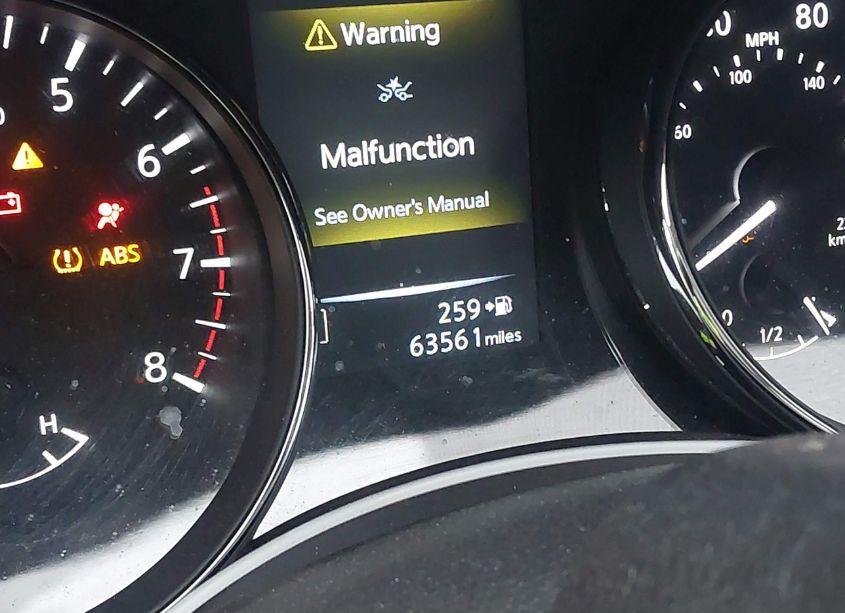 Warning
Malfunction
See Owner's Manual
259
63561 miles
5
6
7
8
ABS
H
80
MPH
100
140
60
0
1/2